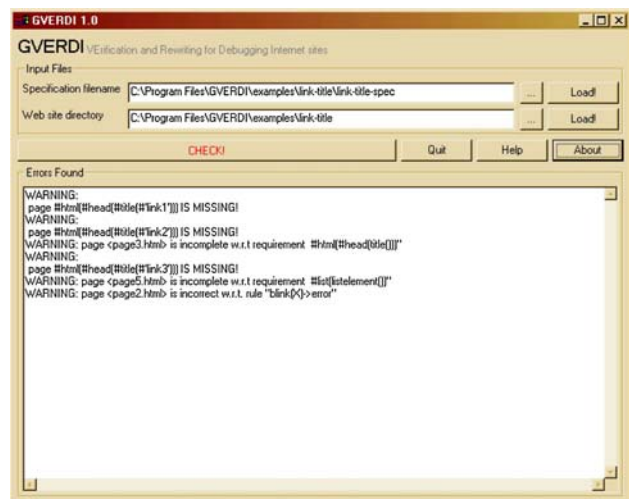 GVERDI 1.0
GVERDI VErification and Rewriting for Debugging Internet sites
Input Files
Specification filename C:\Program Files\GVERDI\examples\link-title\link-title-spec ... Load!
Web site directory C:\Program Files\GVERDI\examples\link-title ... Load!
CHECK! Quit Help About
Errors Found
WARNING:
page #html(#head(#title(#'link1'))) IS MISSING!
WARNING:
page #html(#head(#title(#'link2'))) IS MISSING!
WARNING: page <page3.html> is incomplete w.r.t requirement #html(#head(title()))"
WARNING:
page #html(#head(#title(#'link3'))) IS MISSING!
WARNING: page <page5.html> is incomplete w.r.t requirement #list(listelement())"
WARNING: page <page2.html> is incorrect w.r.t. rule "blink(X)->error"